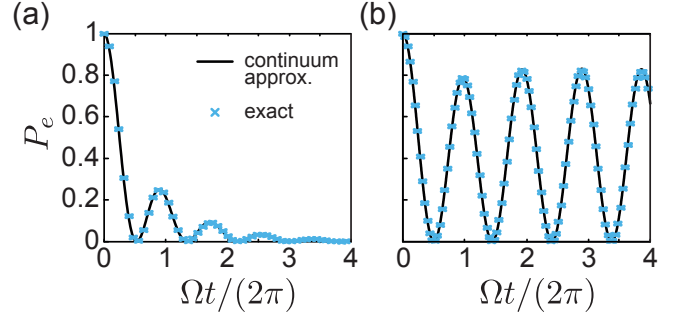 (a)
(b)
1
0.8
0.6
0.4
0.2
0
P_e
continuum
approx.
exact
0 1 2 3 4
0 1 2 3 4
Ωt/(2π)
Ωt/(2π)